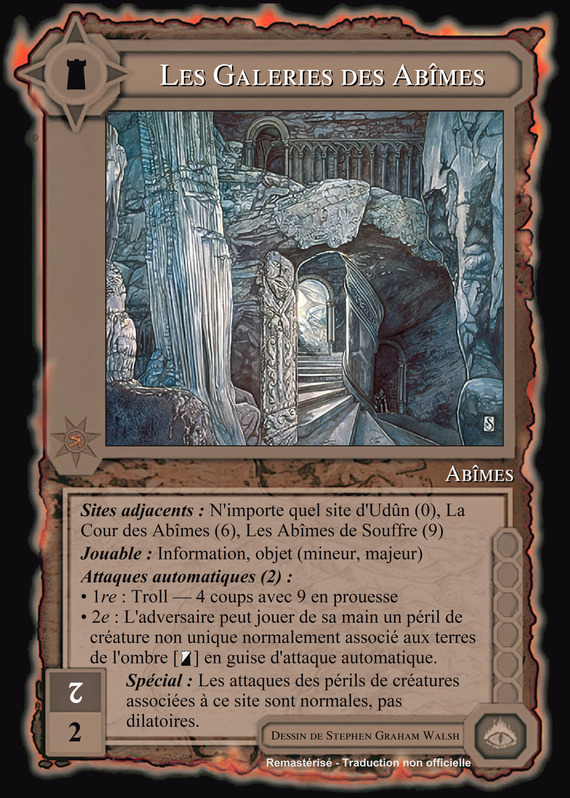 Les Galeries des Abîmes
Abîmes
Sites adjacents : N'importe quel site d'Udûn (0), La
Cour des Abîmes (6), Les Abîmes de Souffre (9)
Jouable : Information, objet (mineur, majeur)
Attaques automatiques (2) :
• 1re : Troll — 4 coups avec 9 en prouesse
• 2e : L'adversaire peut jouer de sa main un péril de
créature non unique normalement associé aux terres
de l'ombre [] en guise d'attaque automatique.
Spécial : Les attaques des périls de créatures
associées à ce site sont normales, pas
dilatoires.
2
2
Dessin de Stephen Graham Walsh
Remastérisé - Traduction non officielle